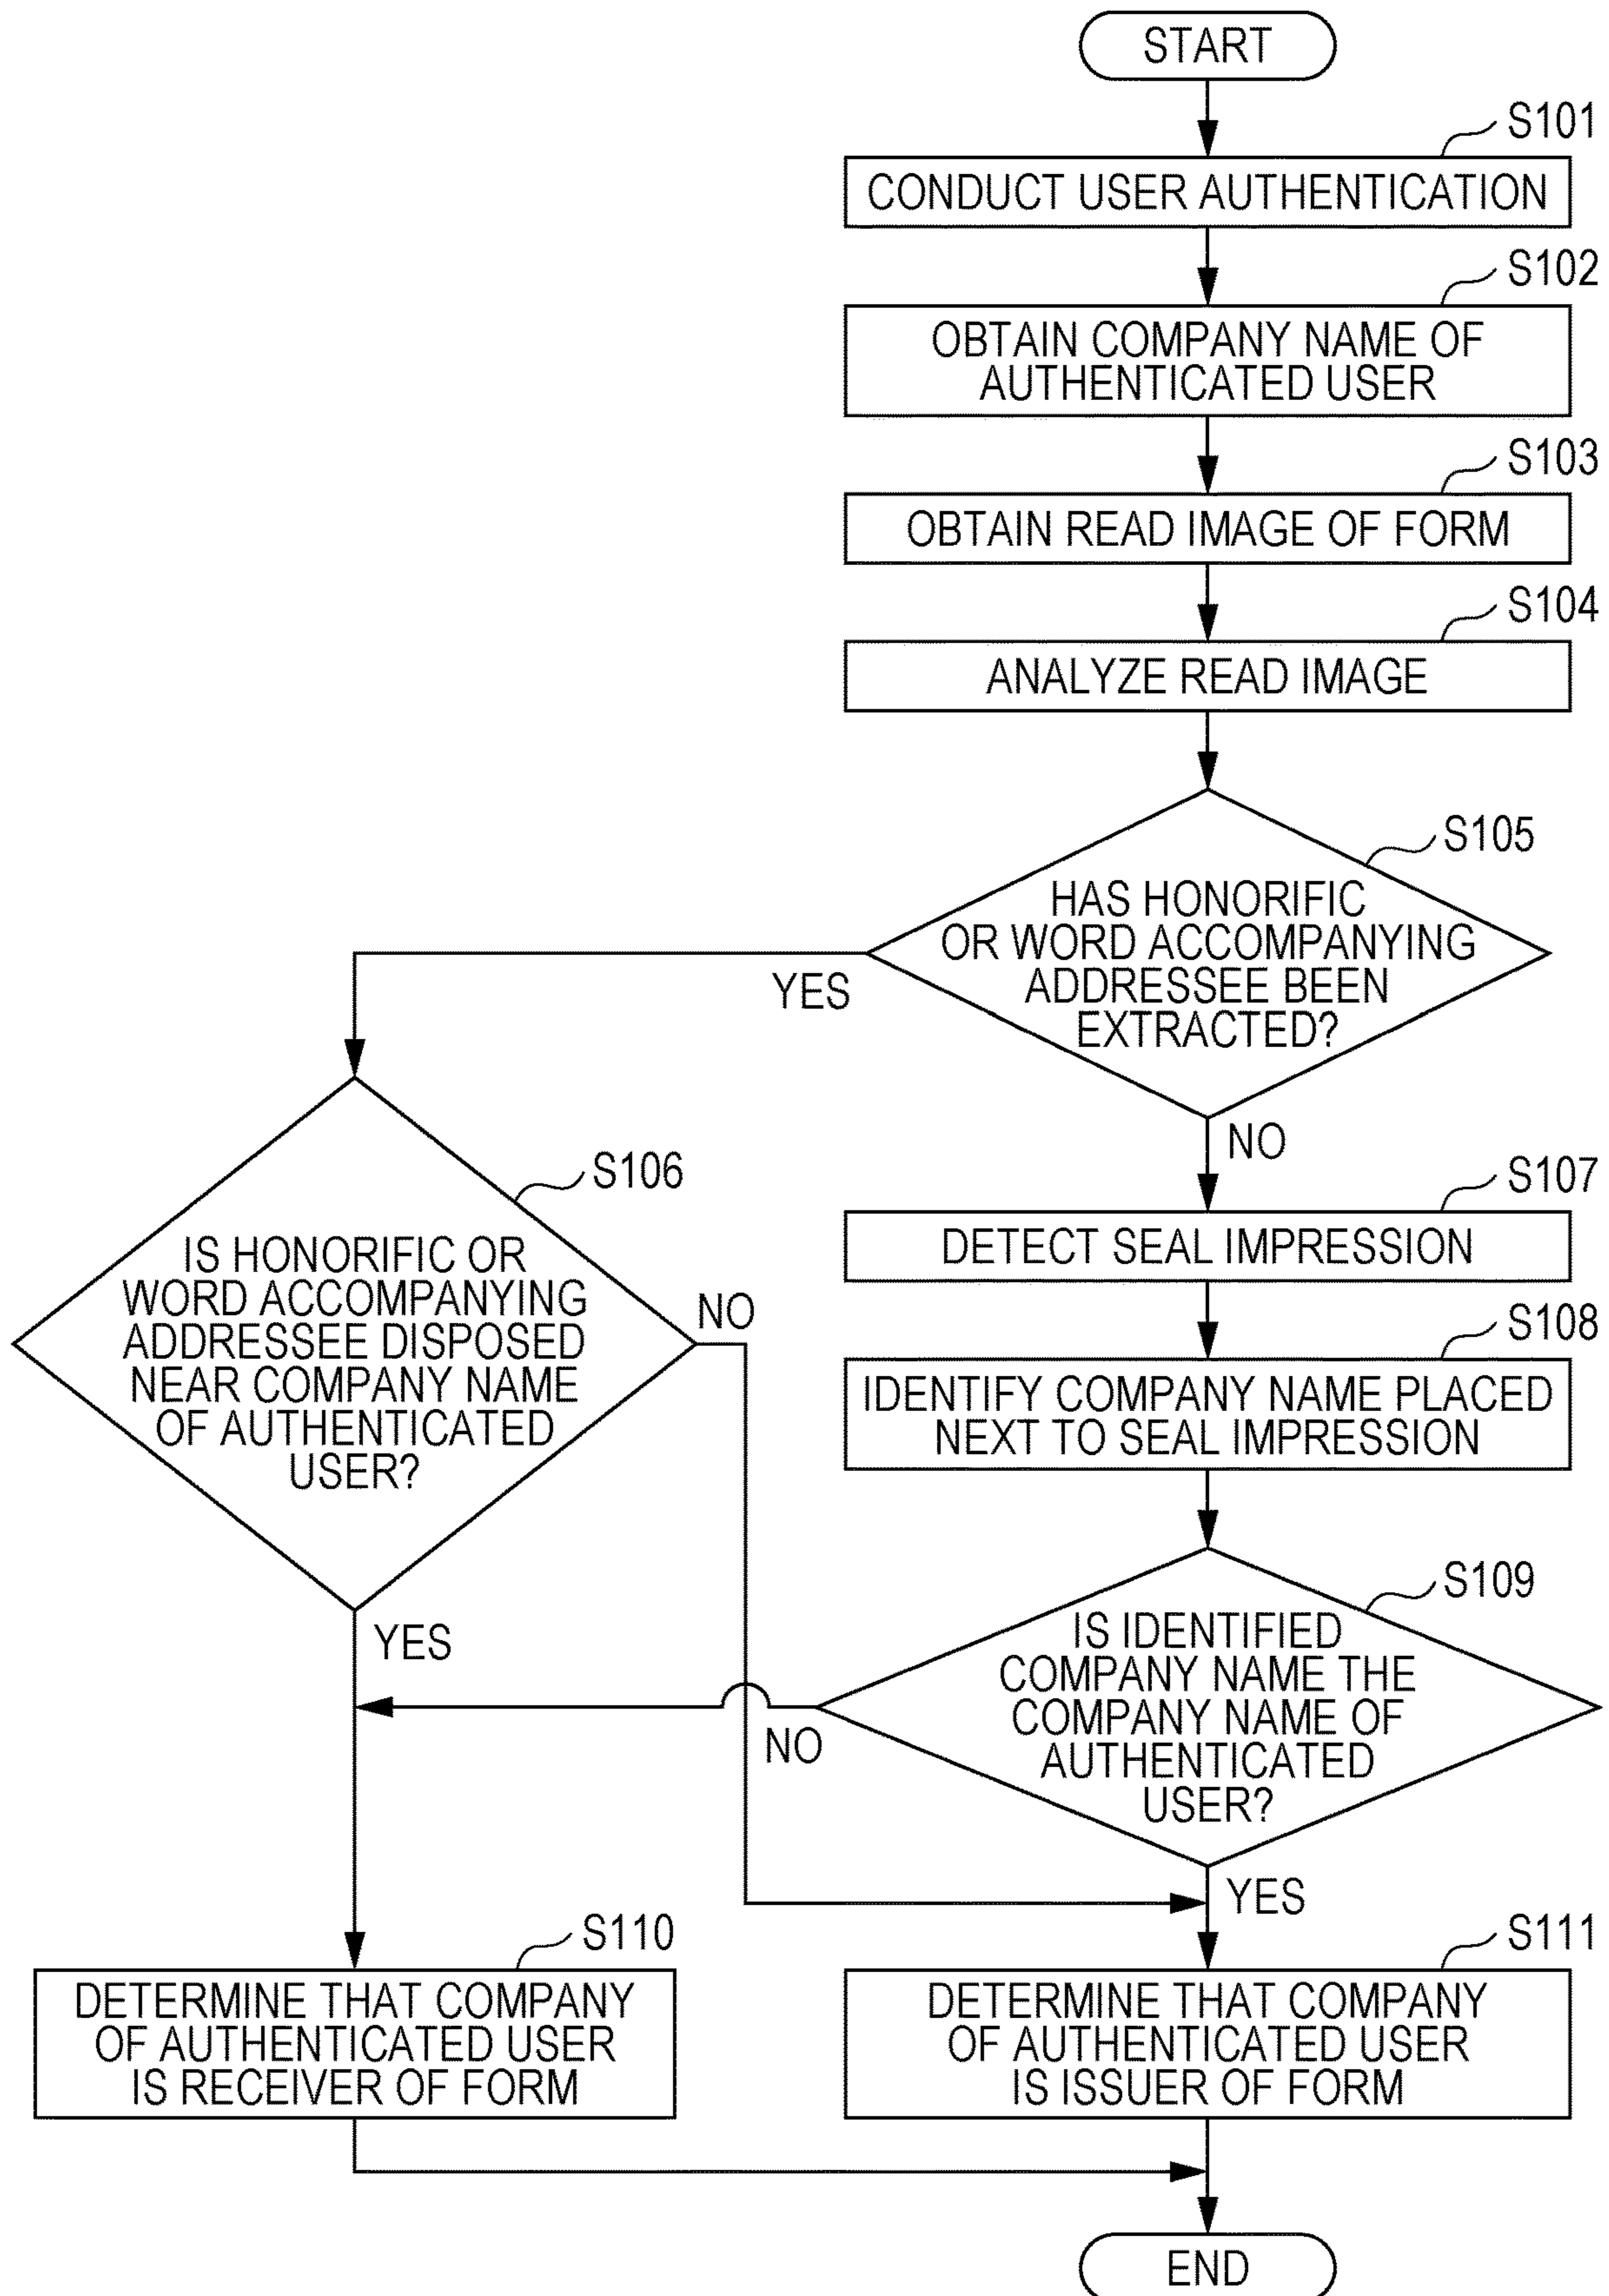 START
S101
CONDUCT USER AUTHENTICATION
S102
OBTAIN COMPANY NAME OF
AUTHENTICATED USER
S103
OBTAIN READ IMAGE OF FORM
S104
ANALYZE READ IMAGE
S105
HAS HONORIFIC
OR WORD ACCOMPANYING
ADDRESSEE BEEN
EXTRACTED?
YES
NO
S106
IS HONORIFIC OR
WORD ACCOMPANYING
ADDRESSEE DISPOSED
NEAR COMPANY NAME
OF AUTHENTICATED
USER?
NO
YES
S107
DETECT SEAL IMPRESSION
S108
IDENTIFY COMPANY NAME PLACED
NEXT TO SEAL IMPRESSION
S109
IS IDENTIFIED
COMPANY NAME THE
COMPANY NAME OF
AUTHENTICATED
USER?
NO
YES
S110
DETERMINE THAT COMPANY
OF AUTHENTICATED USER
IS RECEIVER OF FORM
S111
DETERMINE THAT COMPANY
OF AUTHENTICATED USER
IS ISSUER OF FORM
END